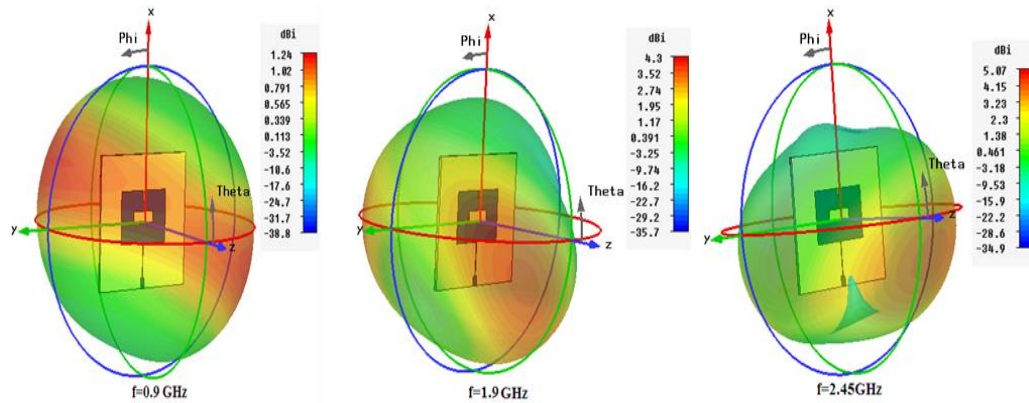 x
Phi
dBi
1.24
1.02
0.791
0.565
0.339
0.113
-3.52
-10.6
-17.6
-24.7
-31.7
-38.8
Theta
y
z
f=0.9 GHz
x
Phi
dBi
4.3
3.52
2.74
1.95
1.17
0.391
-3.25
-9.74
-16.2
-22.7
-29.2
-35.7
Theta
y
z
f=1.9 GHz
x
Phi
dBi
5.07
4.15
3.23
2.3
1.38
0.461
-3.18
-9.53
-15.9
-22.2
-28.6
-34.9
Theta
y
z
f=2.45GHz